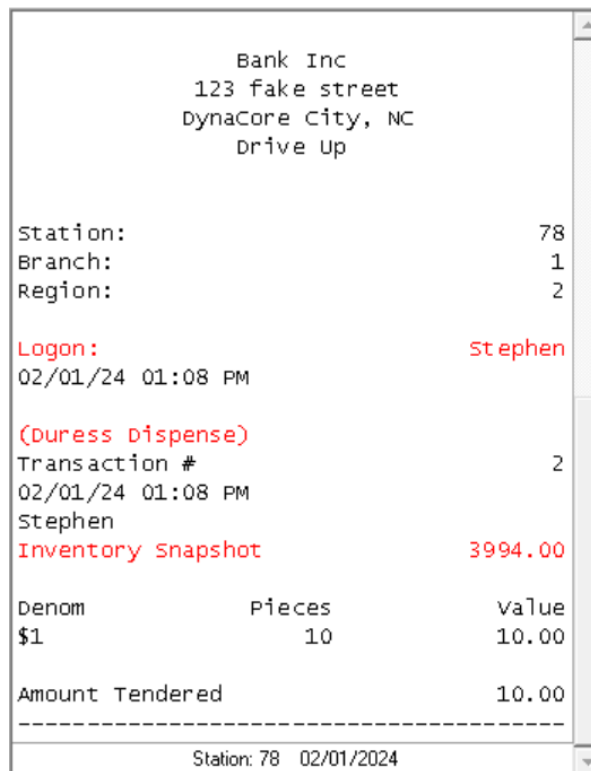 Bank Inc
123 fake street
DynaCore City, NC
Drive Up
Station: 78
Branch: 1
Region: 2
Logon: Stephen
02/01/24 01:08 PM
(Duress Dispense)
Transaction # 2
02/01/24 01:08 PM
Stephen
Inventory Snapshot 3994.00
Denom Pieces Value
$1 10 10.00
Amount Tendered 10.00
----------------------------------------
Station: 78 02/01/2024